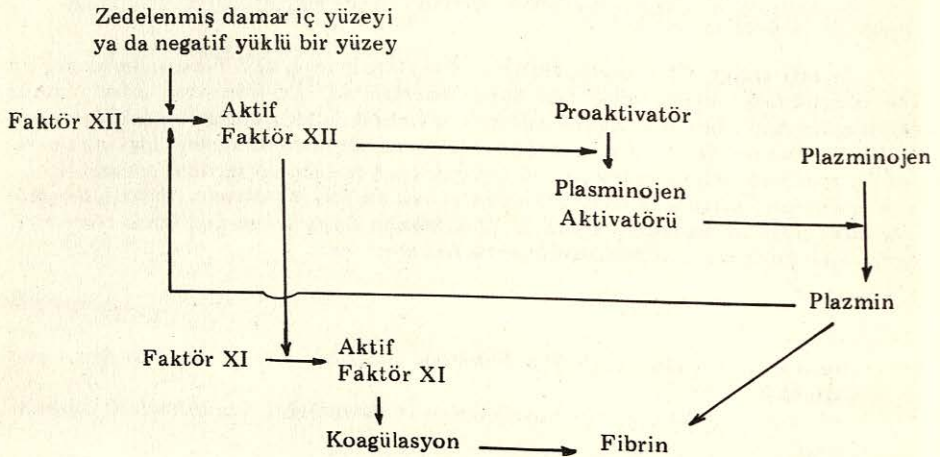 Zedelenmiş damar iç yüzeyi
ya da negatif yüklü bir yüzey
Faktör XII
Aktif
Faktör XII
Proaktivatör
Plazminojen
Plasminojen
Aktivatörü
Plazmin
Faktör XI
Aktif
Faktör XI
Koagülasyon
Fibrin